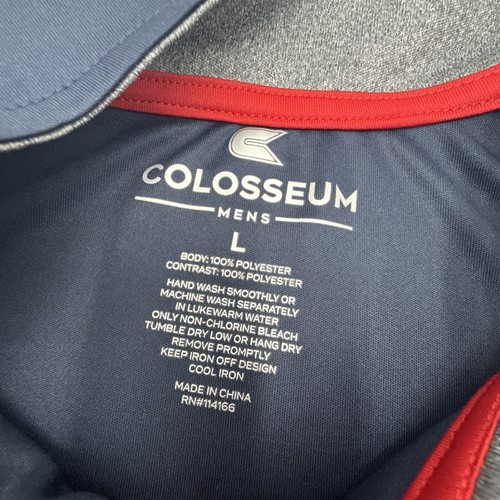 COLOSSEUM
MENS
L
BODY: 100% POLYESTER
CONTRAST: 100% POLYESTER
HAND WASH SMOOTHLY OR
MACHINE WASH SEPARATELY
IN LUKEWARM WATER
ONLY NON-CHLORINE BLEACH
TUMBLE DRY LOW OR HANG DRY
REMOVE PROMPTLY
KEEP IRON OFF DESIGN
COOL IRON
MADE IN CHINA
RN#114166